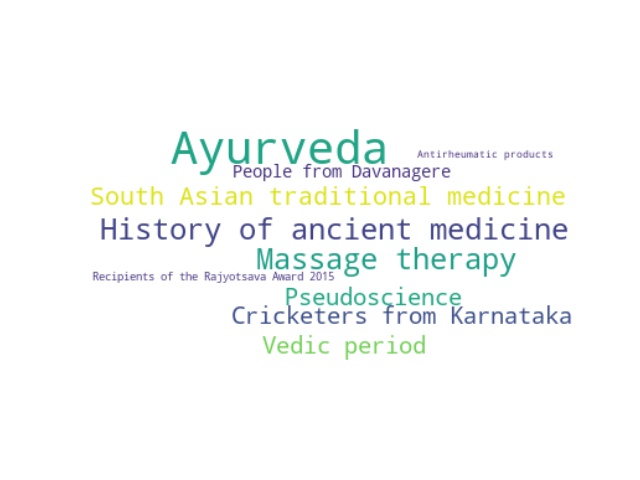 Ayurveda
Antirheumatic products
People from Davanagere
South Asian traditional medicine
History of ancient medicine
Massage therapy
Recipients of the Rajyotsava Award 2015
Pseudoscience
Cricketers from Karnataka
Vedic period